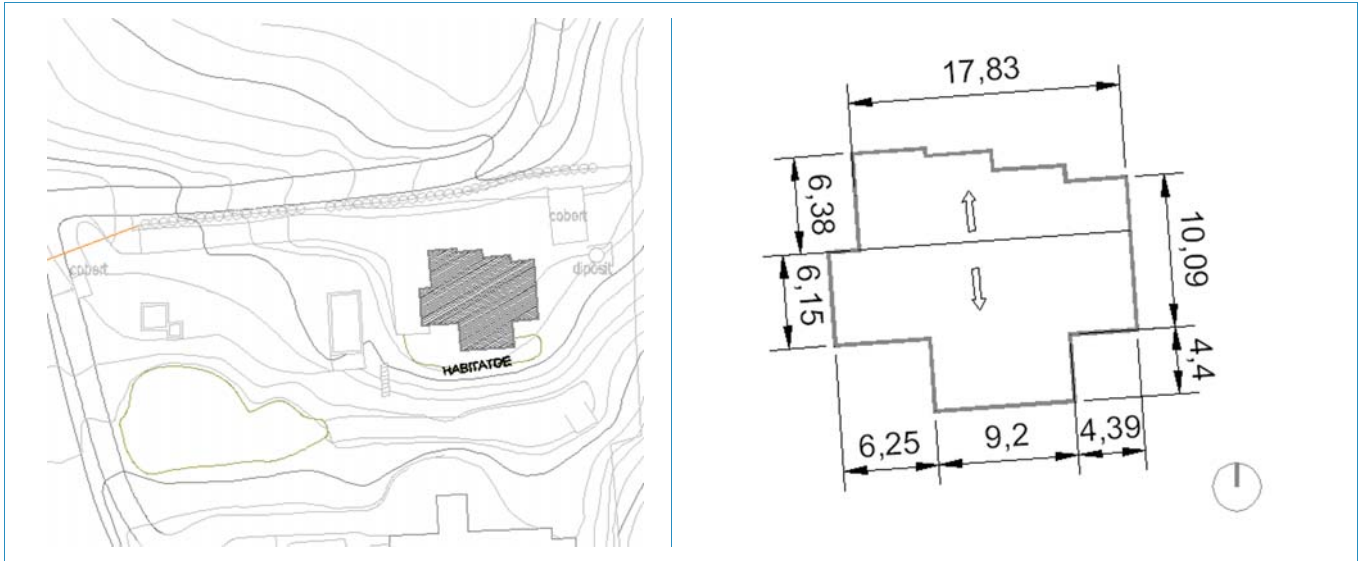 cobert
cobert
diposit
HABITATGE
17,83
6,38
10,09
6,15
4,4
6,25
9,2
4,39